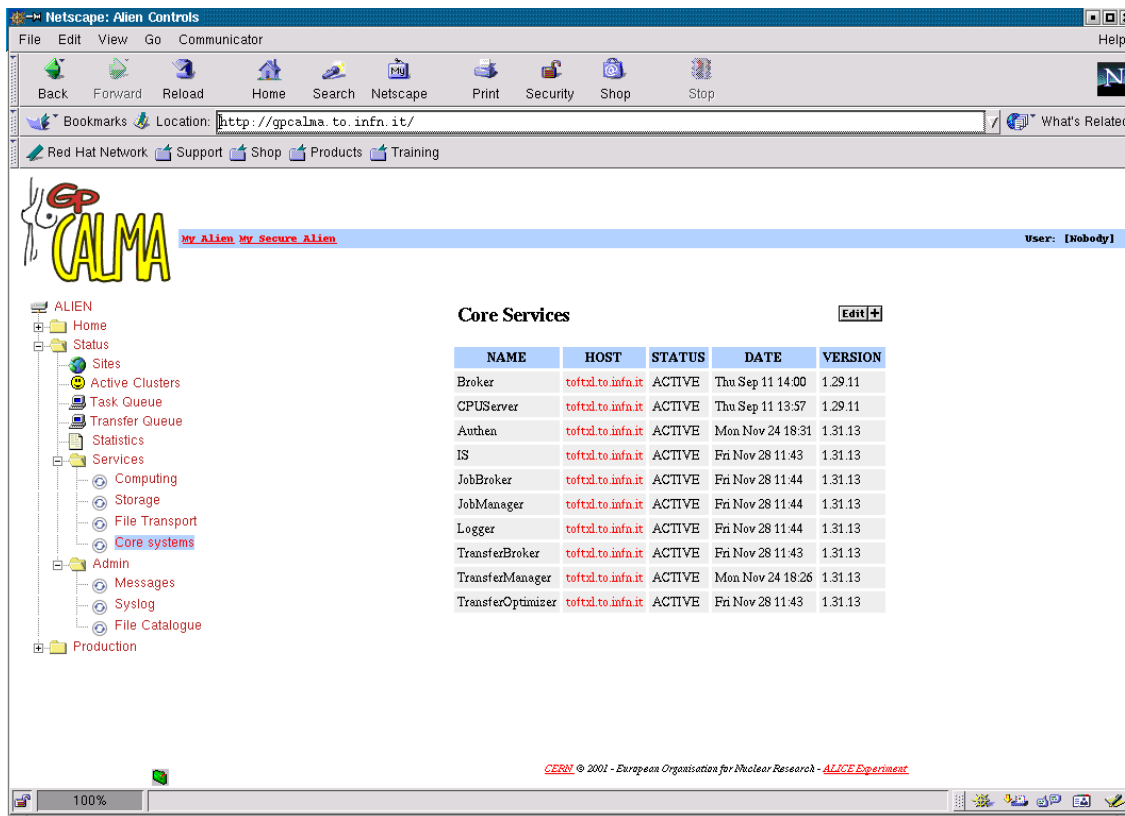 Netscape: Alien Controls
File Edit View Go Communicator Help
Back Forward Reload Home Search Netscape Print Security Shop Stop
My
N
Bookmarks Location: http://gpcalma.to.infn.it/ What's Related
Red Hat Network Support Shop Products Training
GP
CALMA
My Alien My Secure Alien User: [Nobody]
ALIEN
Home
Status
Sites
Active Clusters
Task Queue
Transfer Queue
Statistics
Services
Computing
Storage
File Transport
Core systems
Admin
Messages
Syslog
File Catalogue
Production
Core Services Edit +
NAME HOST STATUS DATE VERSION
Broker toftxl.to.infn.it ACTIVE Thu Sep 11 14:00 1.29.11
CPUServer toftxl.to.infn.it ACTIVE Thu Sep 11 13:57 1.29.11
Authen toftxl.to.infn.it ACTIVE Mon Nov 24 18:31 1.31.13
IS toftxl.to.infn.it ACTIVE Fri Nov 28 11:43 1.31.13
JobBroker toftxl.to.infn.it ACTIVE Fri Nov 28 11:44 1.31.13
JobManager toftxl.to.infn.it ACTIVE Fri Nov 28 11:44 1.31.13
Logger toftxl.to.infn.it ACTIVE Fri Nov 28 11:44 1.31.13
TransferBroker toftxl.to.infn.it ACTIVE Fri Nov 28 11:43 1.31.13
TransferManager toftxl.to.infn.it ACTIVE Mon Nov 24 18:26 1.31.13
TransferOptimizer toftxl.to.infn.it ACTIVE Fri Nov 28 11:43 1.31.13
CERN © 2001 - European Organisation for Nuclear Research - ALICE Experiment
100%